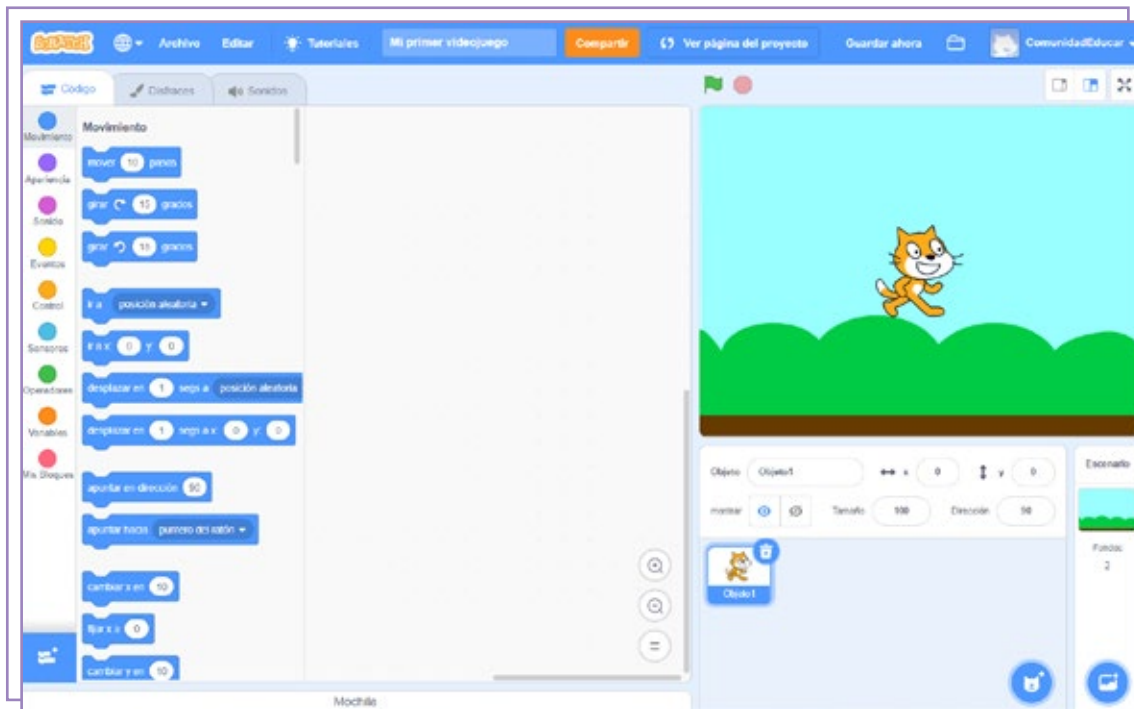 SCRATCH Archivo Editar Tutoriales Mi primer videojuego Compartir Ver página del proyecto Guardar ahora ComunidadEducar
Código Disfraces Sonidos
Movimiento
Apariencia
Sonido
Eventos
Control
Sensores
Operadores
Variables
Mis Bloques
Movimiento
mover 10 pasos
girar 15 grados
girar 15 grados
ir a posición aleatoria
ir a x: 0 y: 0
desplazar en 1 segs a posición aleatoria
desplazar en 1 segs a x: 0 y: 0
apuntar en dirección 90
apuntar hacia puntero del ratón
cambiar x en 10
fijar x a 0
cambiar y en 10
Objeto Objeto1 x 0 y 0
mostrar Tamaño 100 Dirección 90
Objeto1
Escenario
Fondos
2
Mochila